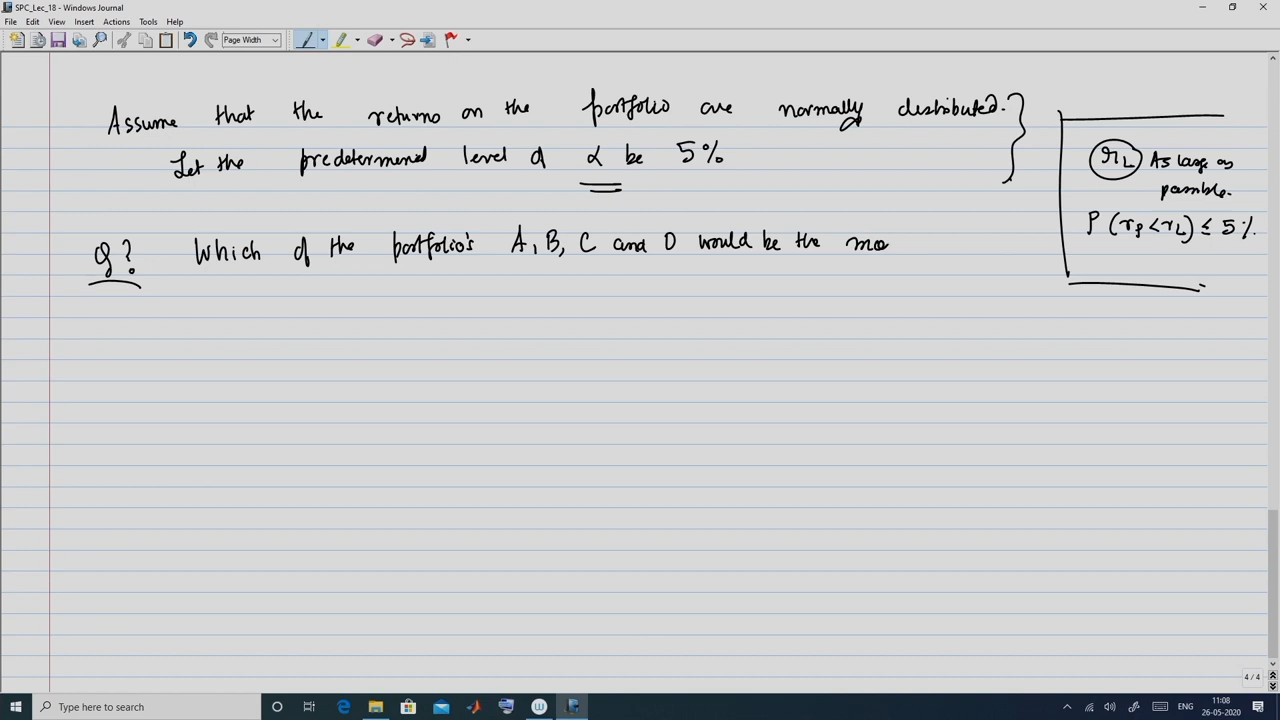 SPC_Lec_18 - Windows Journal
File Edit View Insert Actions Tools Help
Page Width
Assume that the returns on the portfolio are normally distributed.
Let the predetermined level of α be 5%
r_L As large as
possible.
P (r_P < r_L) ≤ 5%.
Q? Which of the portfolio's A, B, C and D would be the mo
4 / 4
Type here to search
ENG
11:08
26-05-2020